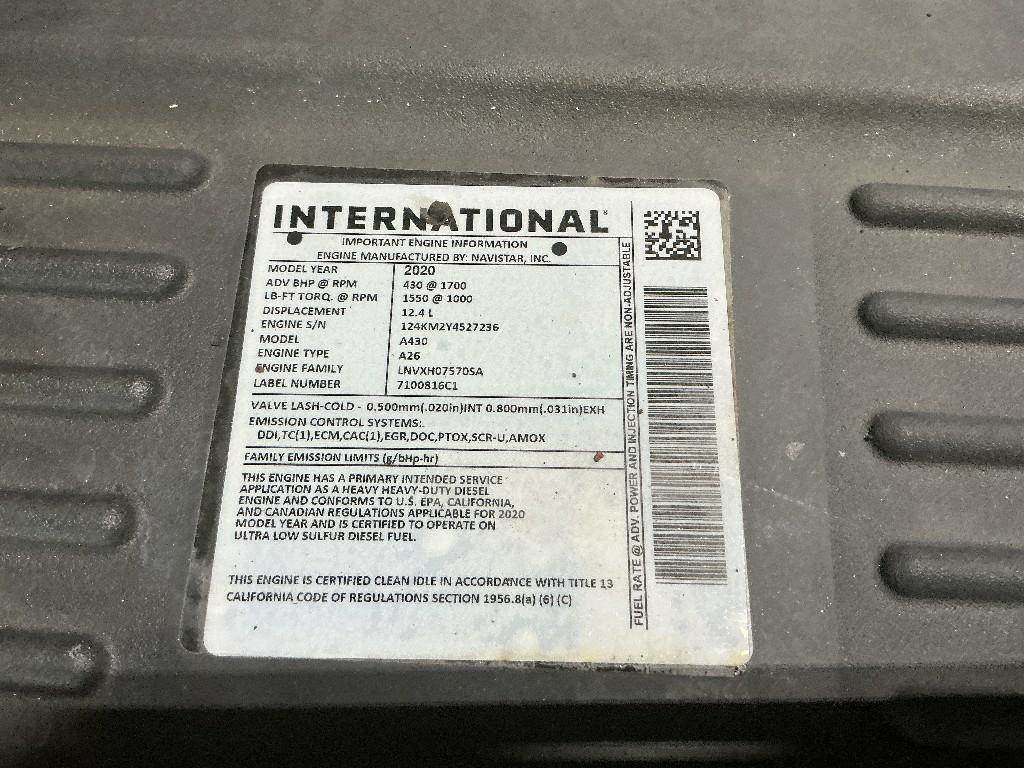 INTERNATIONAL®
IMPORTANT ENGINE INFORMATION
ENGINE MANUFACTURED BY: NAVISTAR, INC.
MODEL YEAR 2020
ADV BHP @ RPM 430 @ 1700
LB-FT TORQ. @ RPM 1550 @ 1000
DISPLACEMENT 12.4 L
ENGINE S/N 124KM2Y4527236
MODEL A430
ENGINE TYPE A26
ENGINE FAMILY LNVXH07570SA
LABEL NUMBER 7100816C1
VALVE LASH-COLD - 0.500mm(.020in)INT 0.800mm(.031in)EXH
EMISSION CONTROL SYSTEMS:
DDI,TC(1),ECM,CAC(1),EGR,DOC,PTOX,SCR-U,AMOX
FAMILY EMISSION LIMITS (g/bHp-hr)
THIS ENGINE HAS A PRIMARY INTENDED SERVICE
APPLICATION AS A HEAVY HEAVY-DUTY DIESEL
ENGINE AND CONFORMS TO U.S. EPA, CALIFORNIA,
AND CANADIAN REGULATIONS APPLICABLE FOR 2020
MODEL YEAR AND IS CERTIFIED TO OPERATE ON
ULTRA LOW SULFUR DIESEL FUEL.
THIS ENGINE IS CERTIFIED CLEAN IDLE IN ACCORDANCE WITH TITLE 13
CALIFORNIA CODE OF REGULATIONS SECTION 1956.8(a) (6) (C)
FUEL RATE @ ADV. POWER AND INJECTION TIMING ARE NON-ADJUSTABLE